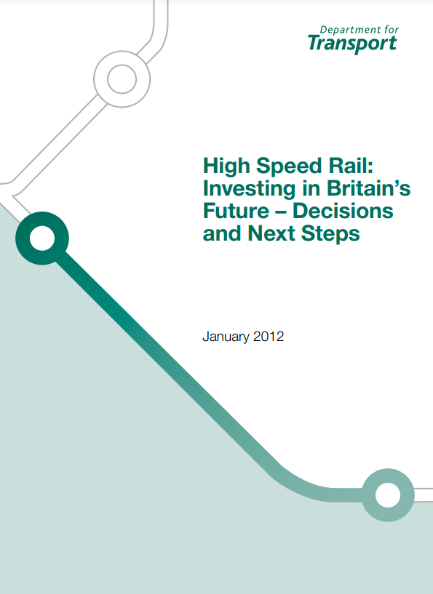 Department for
Transport
High Speed Rail:
Investing in Britain’s
Future – Decisions
and Next Steps
January 2012